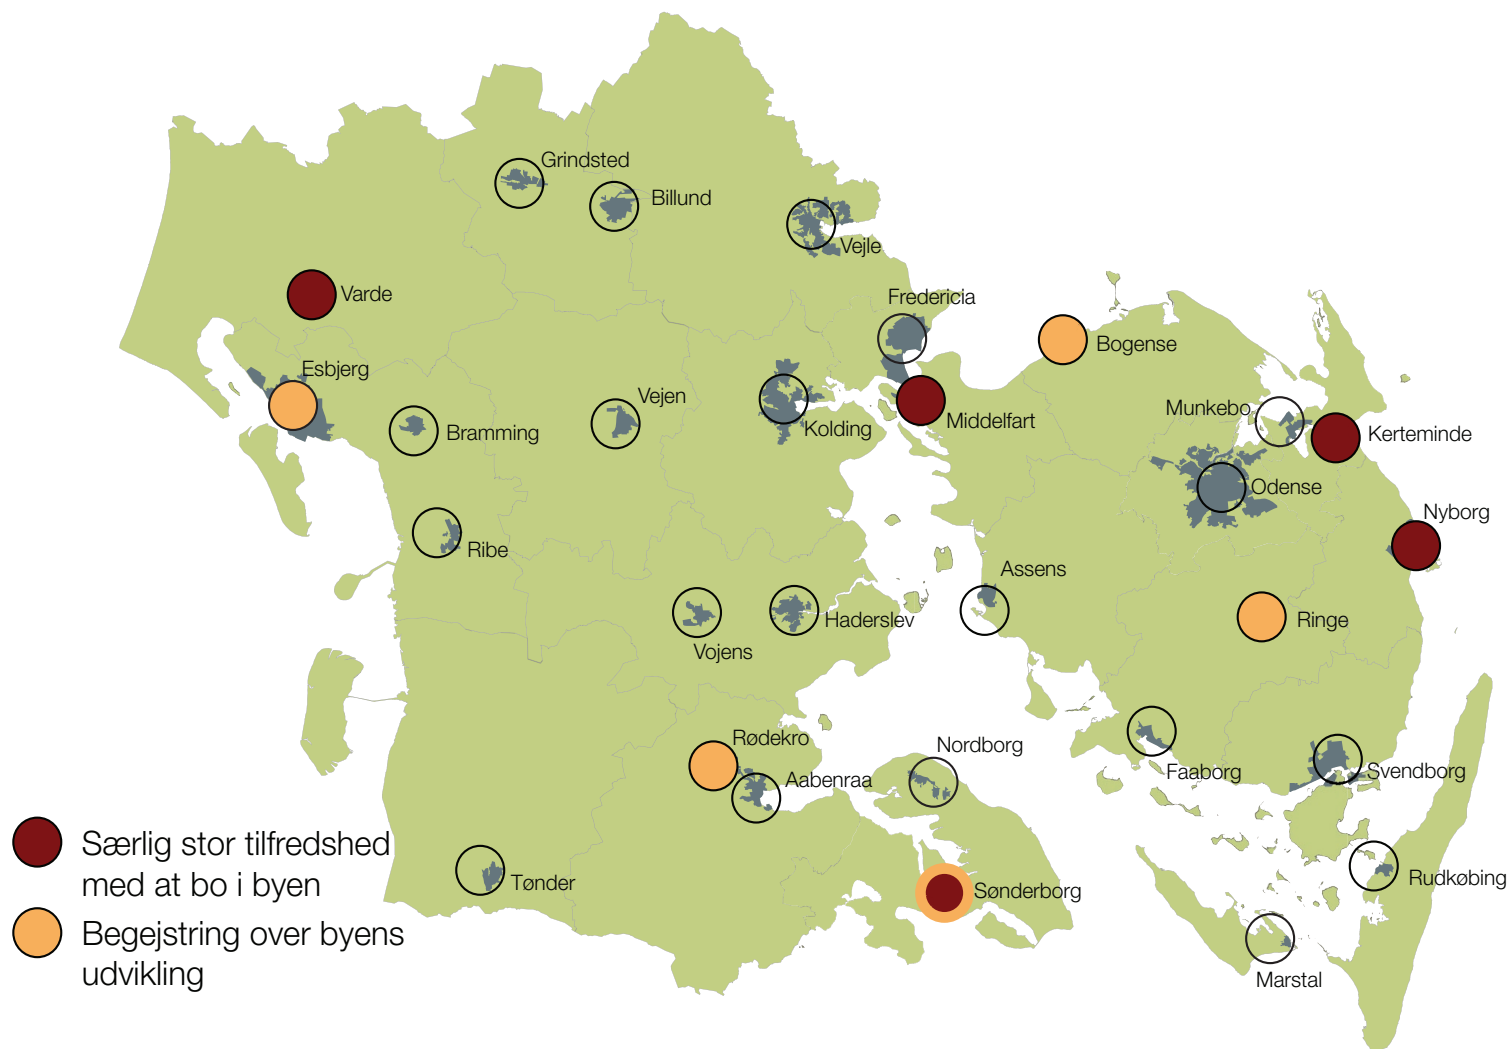 Grindsted
Billund
Vejle
Varde
Fredericia
Bogense
Esbjerg
Vejen
Munkebo
Middelfart
Kolding
Bramming
Kerteminde
Odense
Nyborg
Ribe
Assens
Haderslev
Ringe
Vojens
Rødekro
Nordborg
Aabenraa
Faaborg
Svendborg
Særlig stor tilfredshed
med at bo i byen
Tønder
Sønderborg
Rudkøbing
Begejstring over byens
udvikling
Marstal